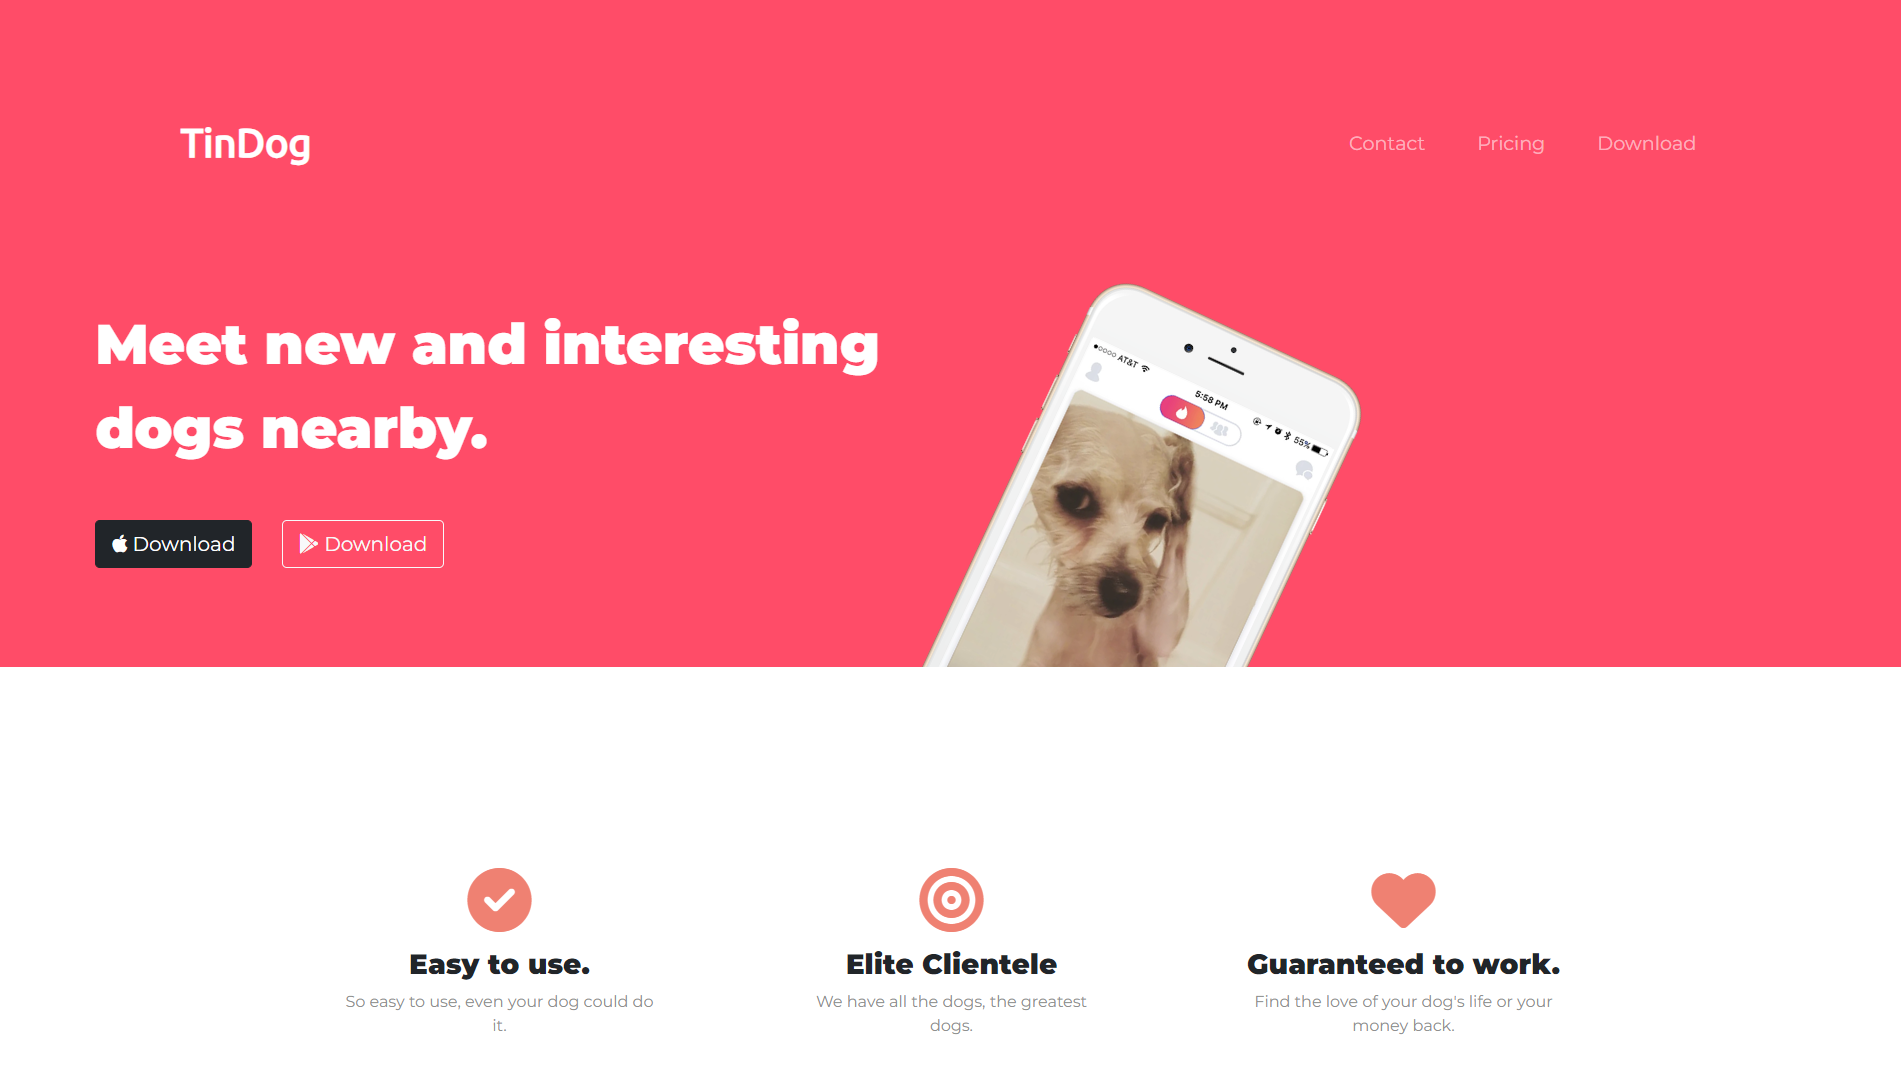 TinDog
Contact
Pricing
Download
Meet new and interesting
dogs nearby.
Download
Download
AT&T
5:58 PM
55%
Easy to use.
So easy to use, even your dog could do
it.
Elite Clientele
We have all the dogs, the greatest
dogs.
Guaranteed to work.
Find the love of your dog's life or your
money back.